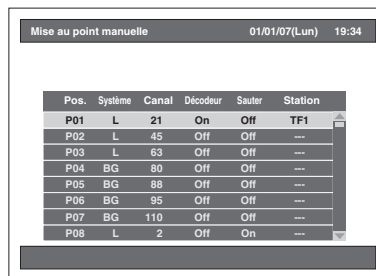 Mise au point manuelle 01/01/07(Lun) 19:34
Pos. Système Canal Décodeur Sauter Station
P01 L 21 On Off TF1
P02 L 45 Off Off ---
P03 L 63 Off Off ---
P04 BG 80 Off Off ---
P05 BG 88 Off Off ---
P06 BG 95 Off Off ---
P07 BG 110 Off Off ---
P08 L 2 Off On ---